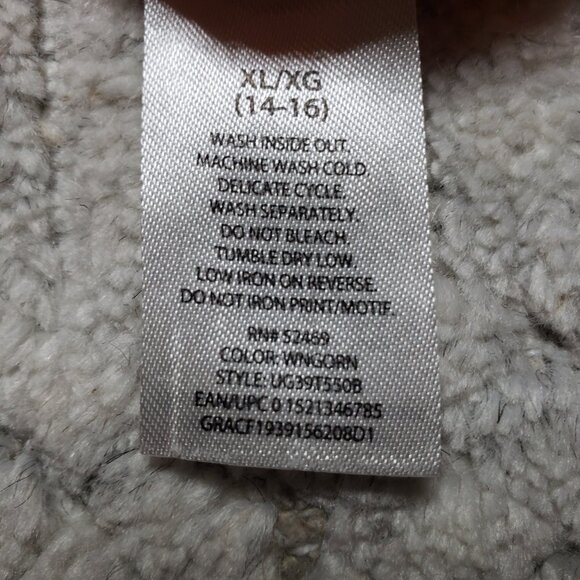 XL/XG
(14-16)
WASH INSIDE OUT.
MACHINE WASH COLD.
DELICATE CYCLE.
WASH SEPARATELY.
DO NOT BLEACH
TUMBLE DRY LOW.
LOW IRON ON REVERSE.
DO NOT IRON PRINT/MOTIF.
RN# 52469
COLOR: WNGORN
STYLE: UG39T550B
EAN/UPC 0 1521346785
GRACF1939156208D1